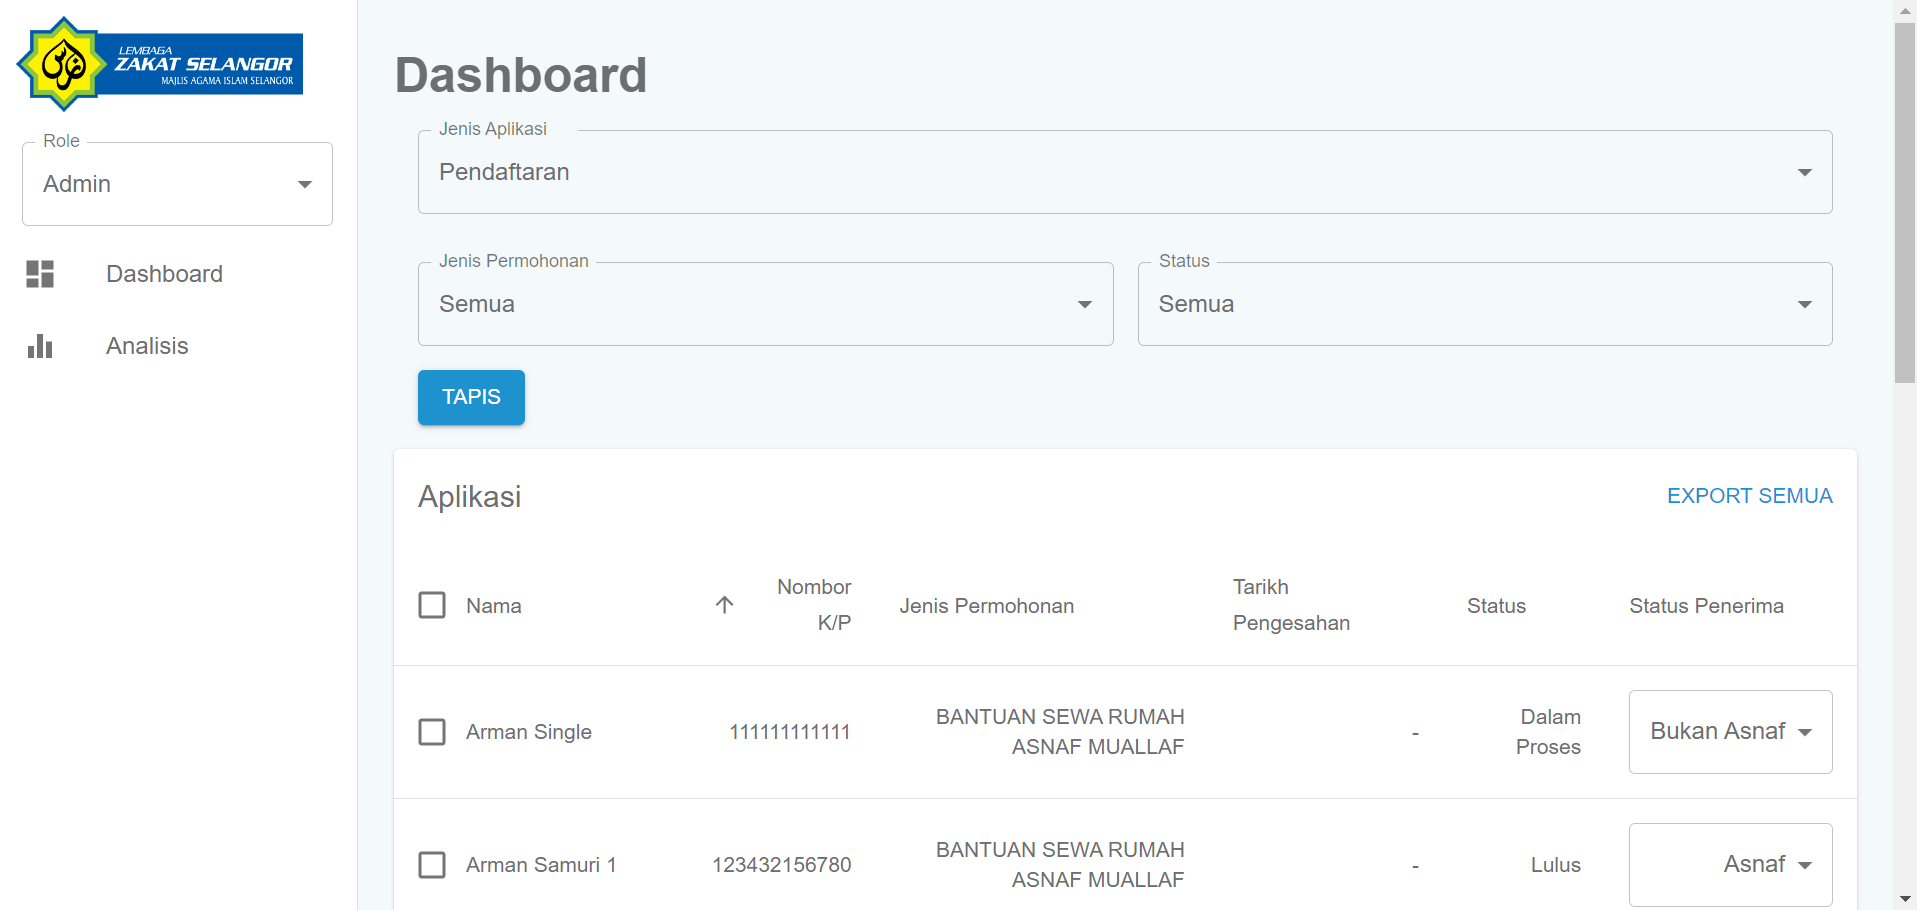 LEMBAGA
ZAKAT SELANGOR
MAJLIS AGAMA ISLAM SELANGOR
Role
Admin
Dashboard
Analisis
Dashboard
Jenis Aplikasi
Pendaftaran
Jenis Permohonan
Semua
Status
Semua
TAPIS
Aplikasi
EXPORT SEMUA
Nama
Nombor
K/P
Jenis Permohonan
Tarikh
Pengesahan
Status
Status Penerima
Arman Single
111111111111
BANTUAN SEWA RUMAH
ASNAF MUALLAF
-
Dalam
Proses
Bukan Asnaf
Arman Samuri 1
123432156780
BANTUAN SEWA RUMAH
ASNAF MUALLAF
-
Lulus
Asnaf